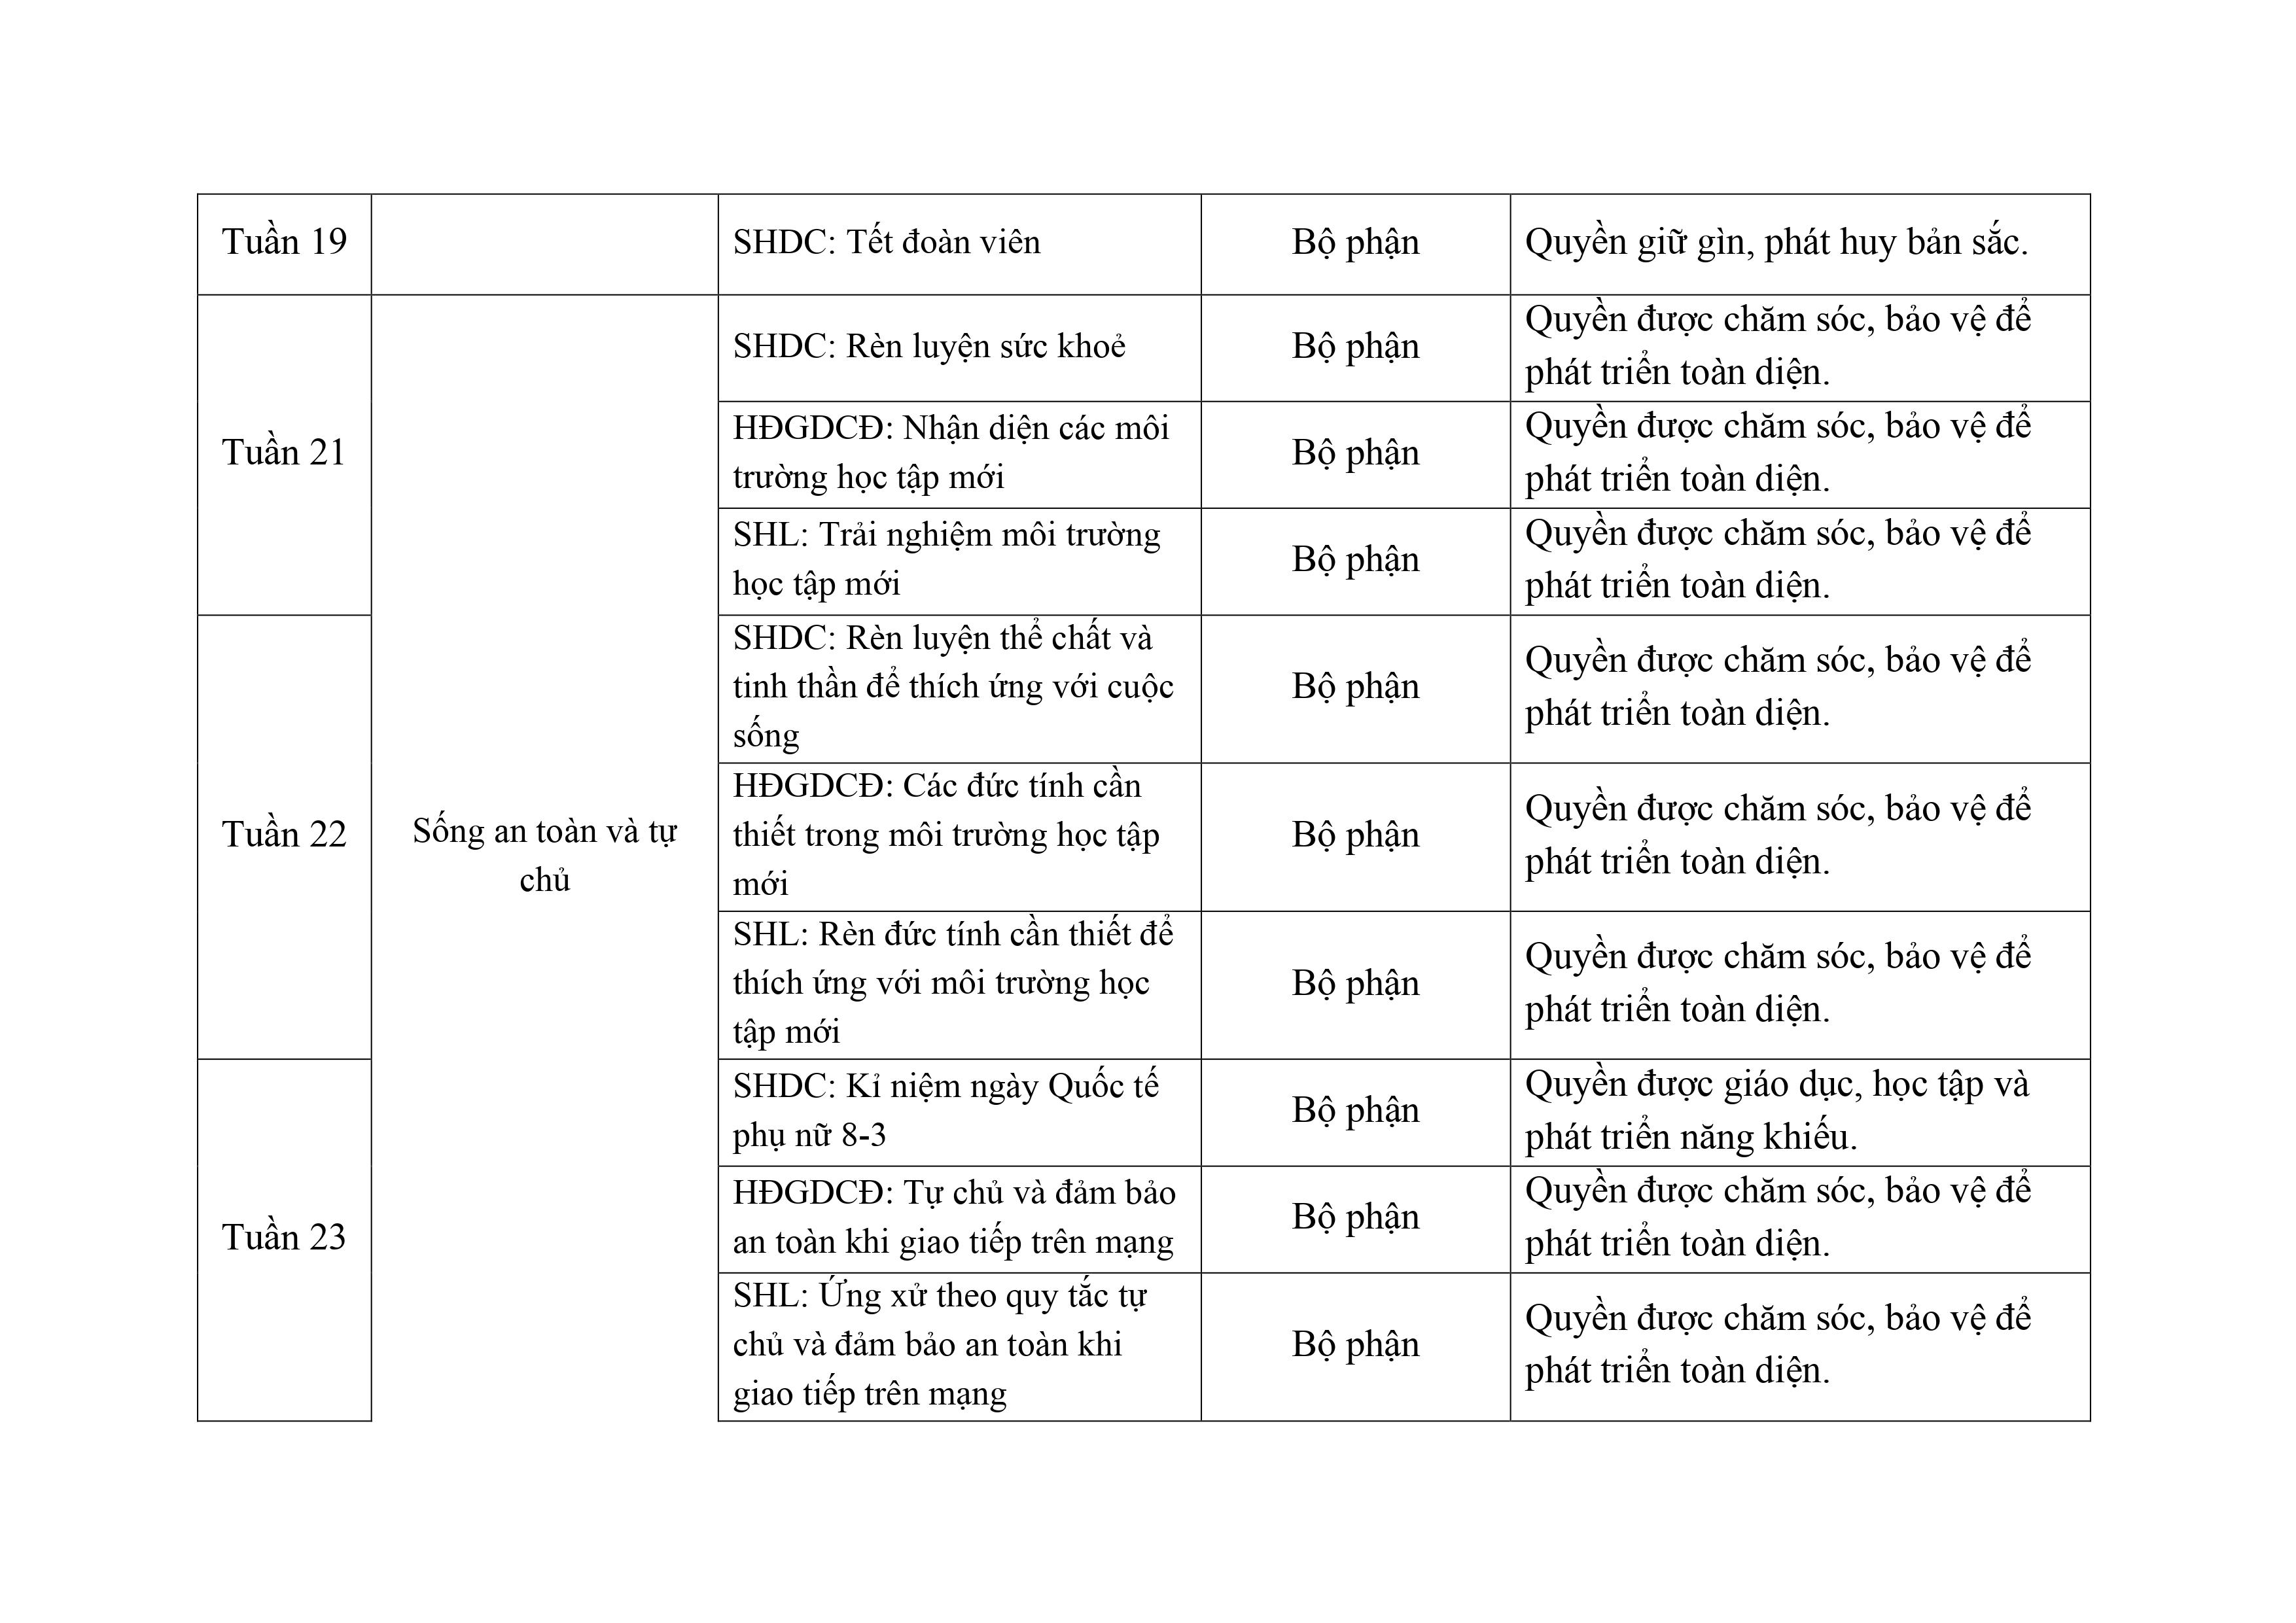 Tuần 19
SHDC: Tết đoàn viên
Bộ phận
Quyền giữ gìn, phát huy bản sắc.
Tuần 21
Sống an toàn và tự
chủ
SHDC: Rèn luyện sức khoẻ
Bộ phận
Quyền được chăm sóc, bảo vệ để
phát triển toàn diện.
HĐGDCĐ: Nhận diện các môi
trường học tập mới
Bộ phận
Quyền được chăm sóc, bảo vệ để
phát triển toàn diện.
SHL: Trải nghiệm môi trường
học tập mới
Bộ phận
Quyền được chăm sóc, bảo vệ để
phát triển toàn diện.
Tuần 22
SHDC: Rèn luyện thể chất và
tinh thần để thích ứng với cuộc
sống
Bộ phận
Quyền được chăm sóc, bảo vệ để
phát triển toàn diện.
HĐGDCĐ: Các đức tính cần
thiết trong môi trường học tập
mới
Bộ phận
Quyền được chăm sóc, bảo vệ để
phát triển toàn diện.
SHL: Rèn đức tính cần thiết để
thích ứng với môi trường học
tập mới
Bộ phận
Quyền được chăm sóc, bảo vệ để
phát triển toàn diện.
Tuần 23
SHDC: Kỉ niệm ngày Quốc tế
phụ nữ 8-3
Bộ phận
Quyền được giáo dục, học tập và
phát triển năng khiếu.
HĐGDCĐ: Tự chủ và đảm bảo
an toàn khi giao tiếp trên mạng
Bộ phận
Quyền được chăm sóc, bảo vệ để
phát triển toàn diện.
SHL: Ứng xử theo quy tắc tự
chủ và đảm bảo an toàn khi
giao tiếp trên mạng
Bộ phận
Quyền được chăm sóc, bảo vệ để
phát triển toàn diện.